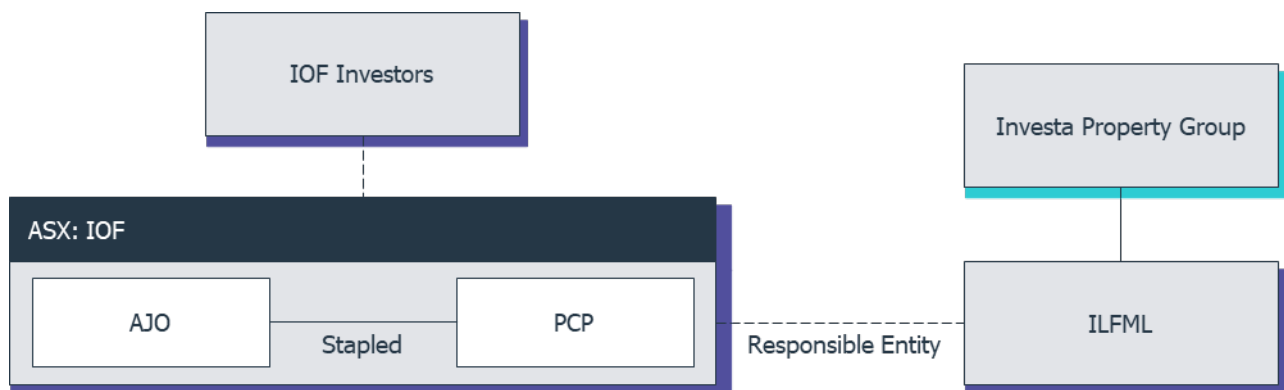 IOF Investors
Investa Property Group
ASX: IOF
AJO
Stapled
PCP
Responsible Entity
ILFML